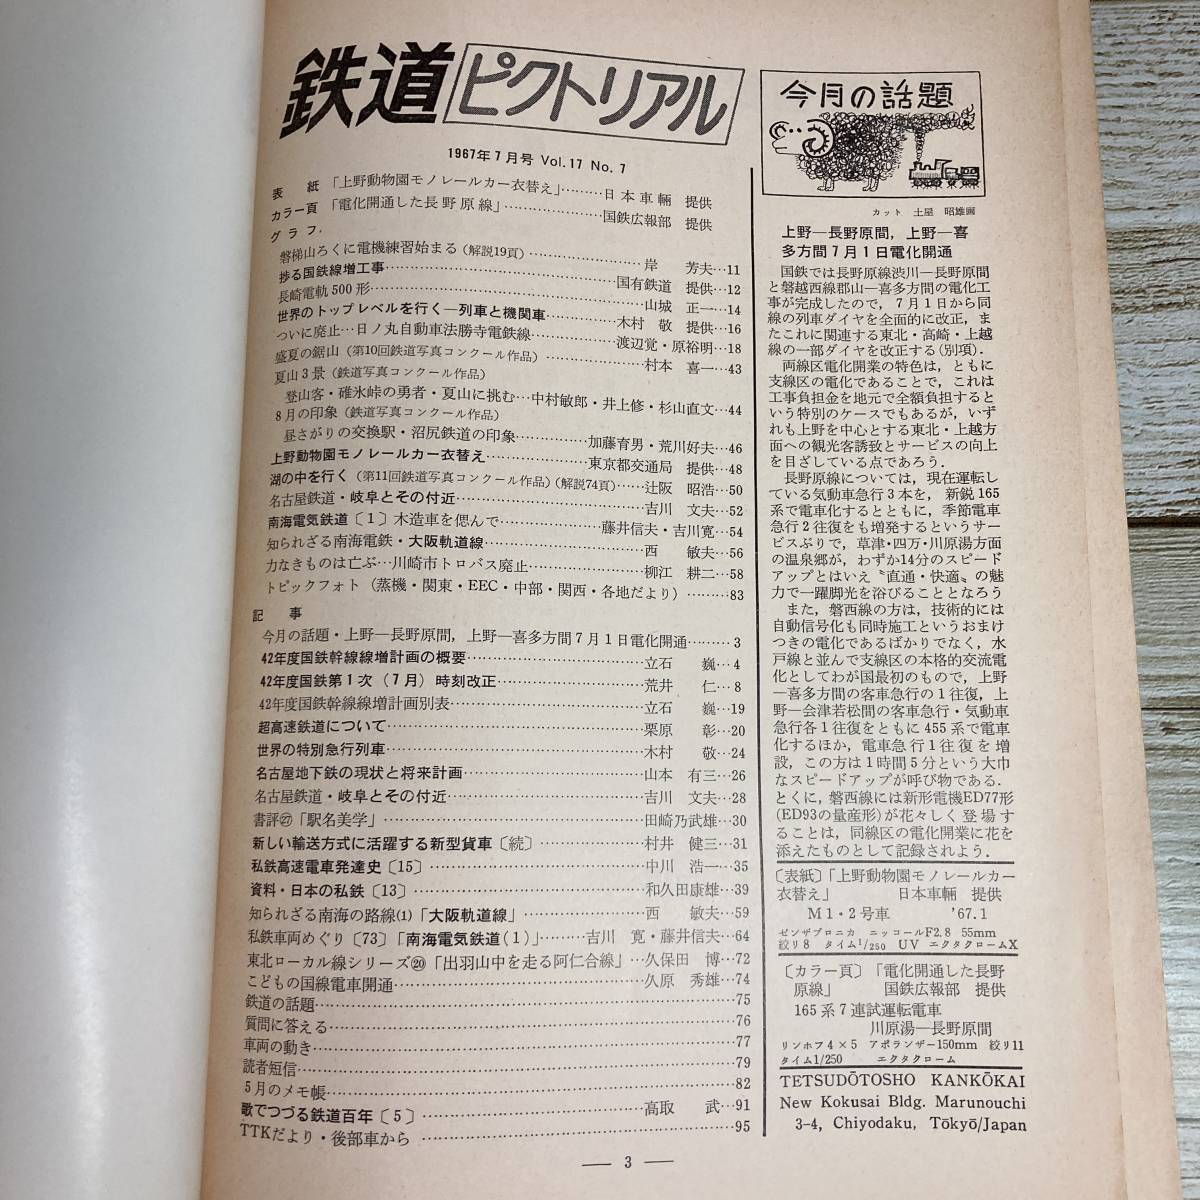 鉄道ピクトリアル
1967年7月号 Vol.17 No.7
表紙「上野動物園モノレールカー衣替え」………日本車輛 提供
カラー頁「電化開通した長野原線」………国鉄広報部 提供
グラフ
磐梯山ろくに電機練習始まる（解説19頁）………岸 芳夫…11
捗る国鉄線増工事………国有鉄道 提供…12
長崎電軌500形………山城 正一…14
世界のトップレベルを行く―列車と機関車………木村 敬 提供…16
ついに廃止…日ノ丸自動車法勝寺電鉄線………渡辺覚・原裕明…18
盛夏の鋸山（第10回鉄道写真コンクール作品）………村本 喜一…43
夏山3景（鉄道写真コンクール作品）
登山客・碓氷峠の勇者・夏山に挑む…中村敏郎・井上修・杉山直文…44
8月の印象（鉄道写真コンクール作品）
昼さがりの交換駅・沼尻鉄道の印象………加藤育男・荒川好夫…46
上野動物園モノレールカー衣替え………東京都交通局 提供…48
湖の中を行く（第11回鉄道写真コンクール作品）（解説74頁）……辻阪 昭浩…50
名古屋鉄道・岐阜とその付近………吉川 文夫…52
南海電気鉄道〔1〕木造車を偲んで………藤井信夫・吉川寛…54
知られざる南海電鉄・大阪軌道線………西 敏夫…56
力なきものは亡ぶ…川崎市トロバス廃止………柳江 耕二…58
トピックフォト（蒸機・関東・EEC・中部・関西・各地だより）………83
記事
今月の話題・上野―長野原間，上野―喜多方間7月1日電化開通………3
42年度国鉄幹線線増計画の概要………立石 巍…4
42年度国鉄第1次（7月）時刻改正………荒井 仁…8
42年度国鉄幹線線増計画別表………立石 巍…19
超高速鉄道について………栗原 彰…20
世界の特別急行列車………木村 敬…24
名古屋地下鉄の現状と将来計画………山本 有三…26
名古屋鉄道・岐阜とその付近………吉川 文夫…28
書評㉗「駅名美学」………田崎乃武雄…30
新しい輸送方式に活躍する新型貨車〔続〕………村井 健三…31
私鉄高速電車発達史〔15〕………中川 浩一…35
資料・日本の私鉄〔13〕………和久田康雄…39
知られざる南海の路線⑴「大阪軌道線」………西 敏夫…59
私鉄車両めぐり〔73〕「南海電気鉄道（1）」………吉川 寛・藤井信夫…64
東北ローカル線シリーズ⑳「出羽山中を走る阿仁合線」…久保田 博…72
こどもの国線電車開通………久原 秀雄…74
鉄道の話題………75
質問に答える………76
車両の動き………77
読者短信………79
5月のメモ帳………82
歌でつづる鉄道百年〔5〕………高取 武…91
TTKだより・後部車から………95
今月の話題
カット 土屋 昭雄画
上野―長野原間，上野―喜
多方間7月1日電化開通
国鉄では長野原線渋川―長野原間
と磐越西線郡山―喜多方間の電化工
事が完成したので，7月1日から同
線の列車ダイヤを全面的に改正，ま
たこれに関連する東北・高崎・上越
線の一部ダイヤを改正する（別項）．
両線区電化開業の特色は，ともに
支線区の電化であることで，これは
工事負担金を地元で全額負担すると
いう特別のケースでもあるが，いず
れも上野を中心とする東北・上越方
面への観光客誘致とサービスの向上
を目ざしている点であろう．
長野原線については，現在運転し
ている気動車急行3本を，新鋭165
系で電車化するとともに，季節電車
急行2往復をも増発するというサー
ビスぶりで，草津・四万・川原湯方面
の温泉郷が，わずか14分のスピード
アップとはいえ〝直通・快適〟の魅
力で一躍脚光を浴びることとなろう
また，磐西線の方は，技術的には
自動信号化も同時施工というおまけ
つきの電化であるばかりでなく，水
戸線と並んで支線区の本格的交流電
化としてわが国最初のもので，上野
―喜多方間の客車急行の1往復，上
野―会津若松間の客車急行・気動車
急行各1往復をともに455系で電車
化するほか，電車急行1往復を増
設，この方は1時間5分という大巾
なスピードアップが呼び物である．
とくに，磐西線には新形電機ED77形
(ED93の量産形)が花々しく登場す
ることは，同線区の電化開業に花を
添えたものとして記録されよう．
〔表紙〕「上野動物園モノレールカー
衣替え」 日本車輛 提供
M1・2号車 '67.1
ゼンザブロニカ ニッコールF2.8 55mm
絞り8 タイム1/250 UV エクタクロームX
〔カラー頁〕「電化開通した長野
原線」 国鉄広報部 提供
165系7連試運転電車
川原湯―長野原間
リンホフ4×5 アポランザー150mm 絞り11
タイム1/250 エクタクローム
TETSUDŌTOSHO KANKŌKAI
New Kokusai Bldg. Marunouchi
3-4, Chiyodaku, Tōkyō/Japan
― 3 ―